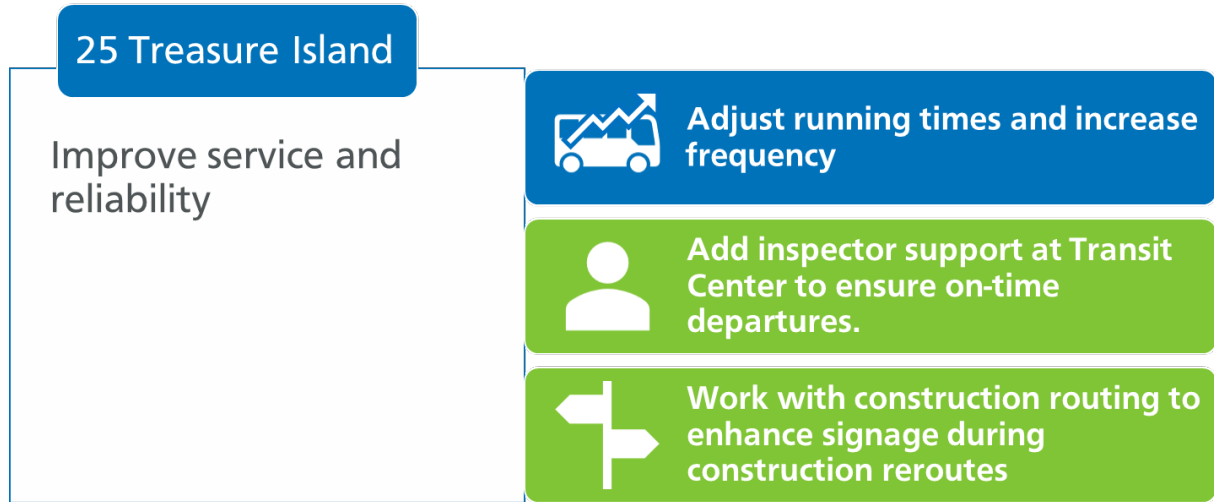 25 Treasure Island
Improve service and
reliability
Adjust running times and increase
frequency
Add inspector support at Transit
Center to ensure on-time
departures.
Work with construction routing to
enhance signage during
construction reroutes